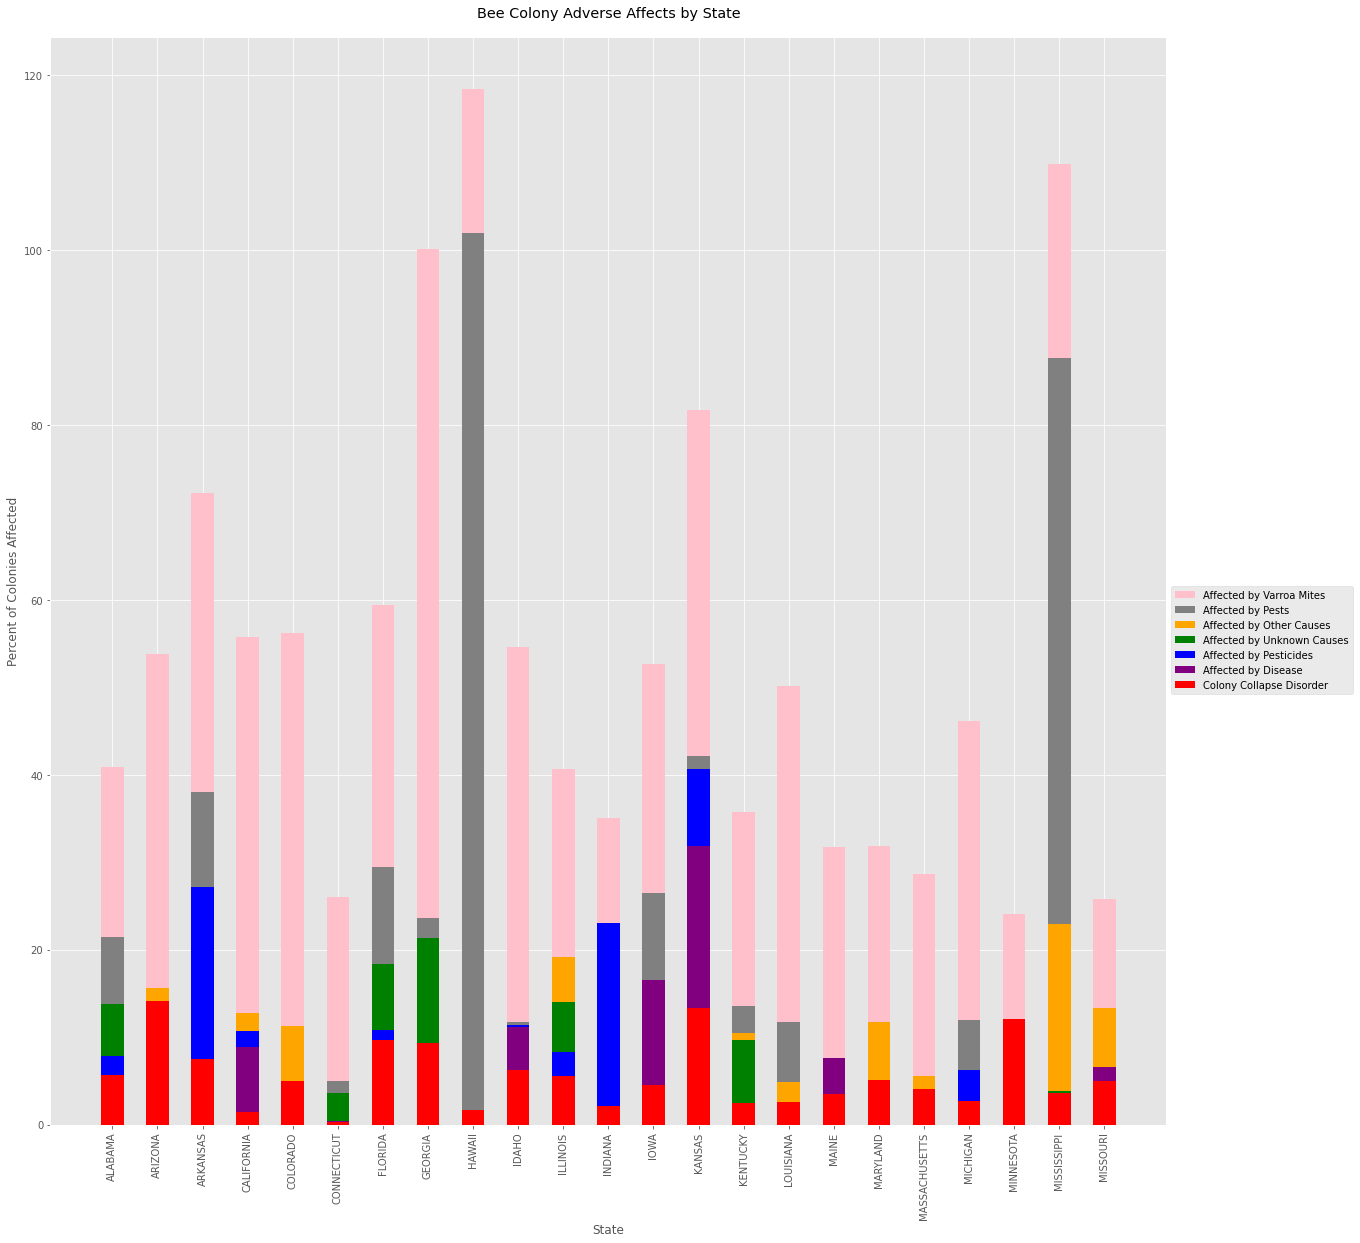 Bee Colony Adverse Affects by State
Percent of Colonies Affected
120
100
80
60
40
20
0
ALABAMA
ARIZONA
ARKANSAS
CALIFORNIA
COLORADO
CONNECTICUT
FLORIDA
GEORGIA
HAWAII
IDAHO
ILLINOIS
INDIANA
IOWA
KANSAS
KENTUCKY
LOUISIANA
MAINE
MARYLAND
MASSACHUSETTS
MICHIGAN
MINNESOTA
MISSISSIPPI
MISSOURI
State
Affected by Varroa Mites
Affected by Pests
Affected by Other Causes
Affected by Unknown Causes
Affected by Pesticides
Affected by Disease
Colony Collapse Disorder